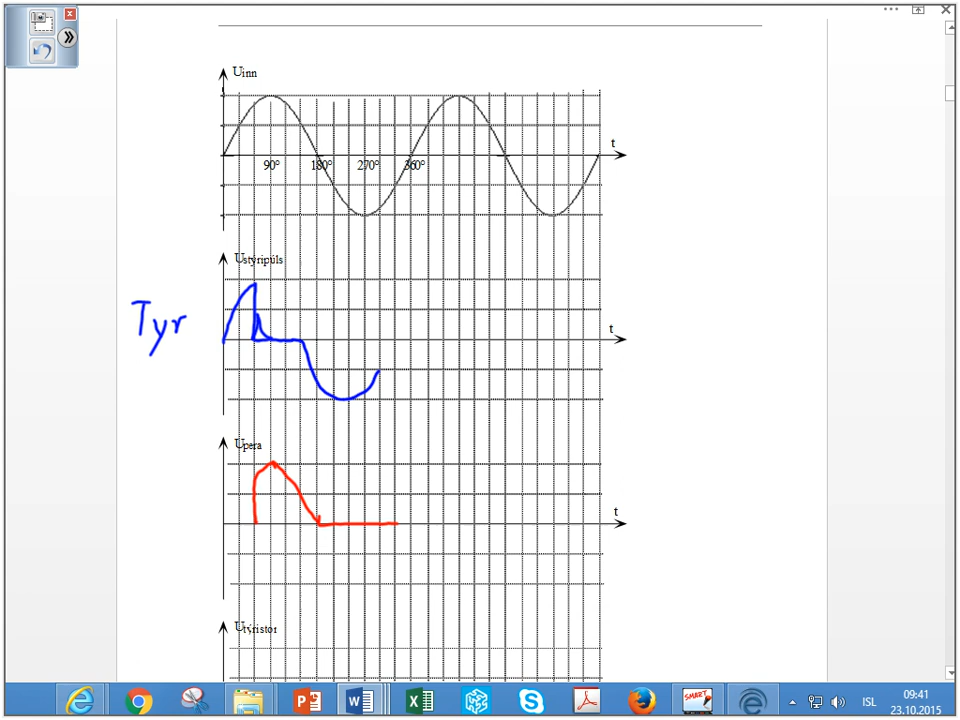 Uinn
t
90° 180° 270° 360°
Ustýripúls
Tyr
t
Upera
t
Utýristor
ISL
09:41
23.10.2015